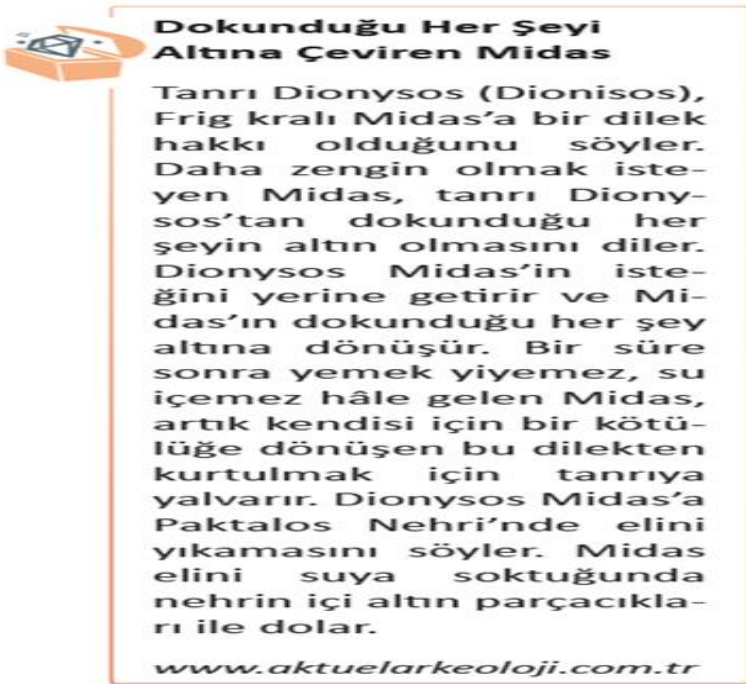 Dokunduğu Her Şeyi
Altına Çeviren Midas
Tanrı Dionysos (Dionisos),
Frig kralı Midas’a bir dilek
hakkı olduğunu söyler.
Daha zengin olmak iste-
yen Midas, tanrı Diony-
sos’tan dokunduğu her
şeyin altın olmasını diler.
Dionysos Midas’in iste-
ğini yerine getirir ve Mi-
das’ın dokunduğu her şey
altına dönüşür. Bir süre
sonra yemek yiyemez, su
içemez hâle gelen Midas,
artık kendisi için bir kötü-
lüğe dönüşen bu dilekten
kurtulmak için tanrıya
yalvarır. Dionysos Midas’a
Paktalos Nehri’nde elini
yıkamasını söyler. Midas
elini suya soktuğunda
nehrin içi altın parçacıkla-
rı ile dolar.
www.aktuelarkeoloji.com.tr